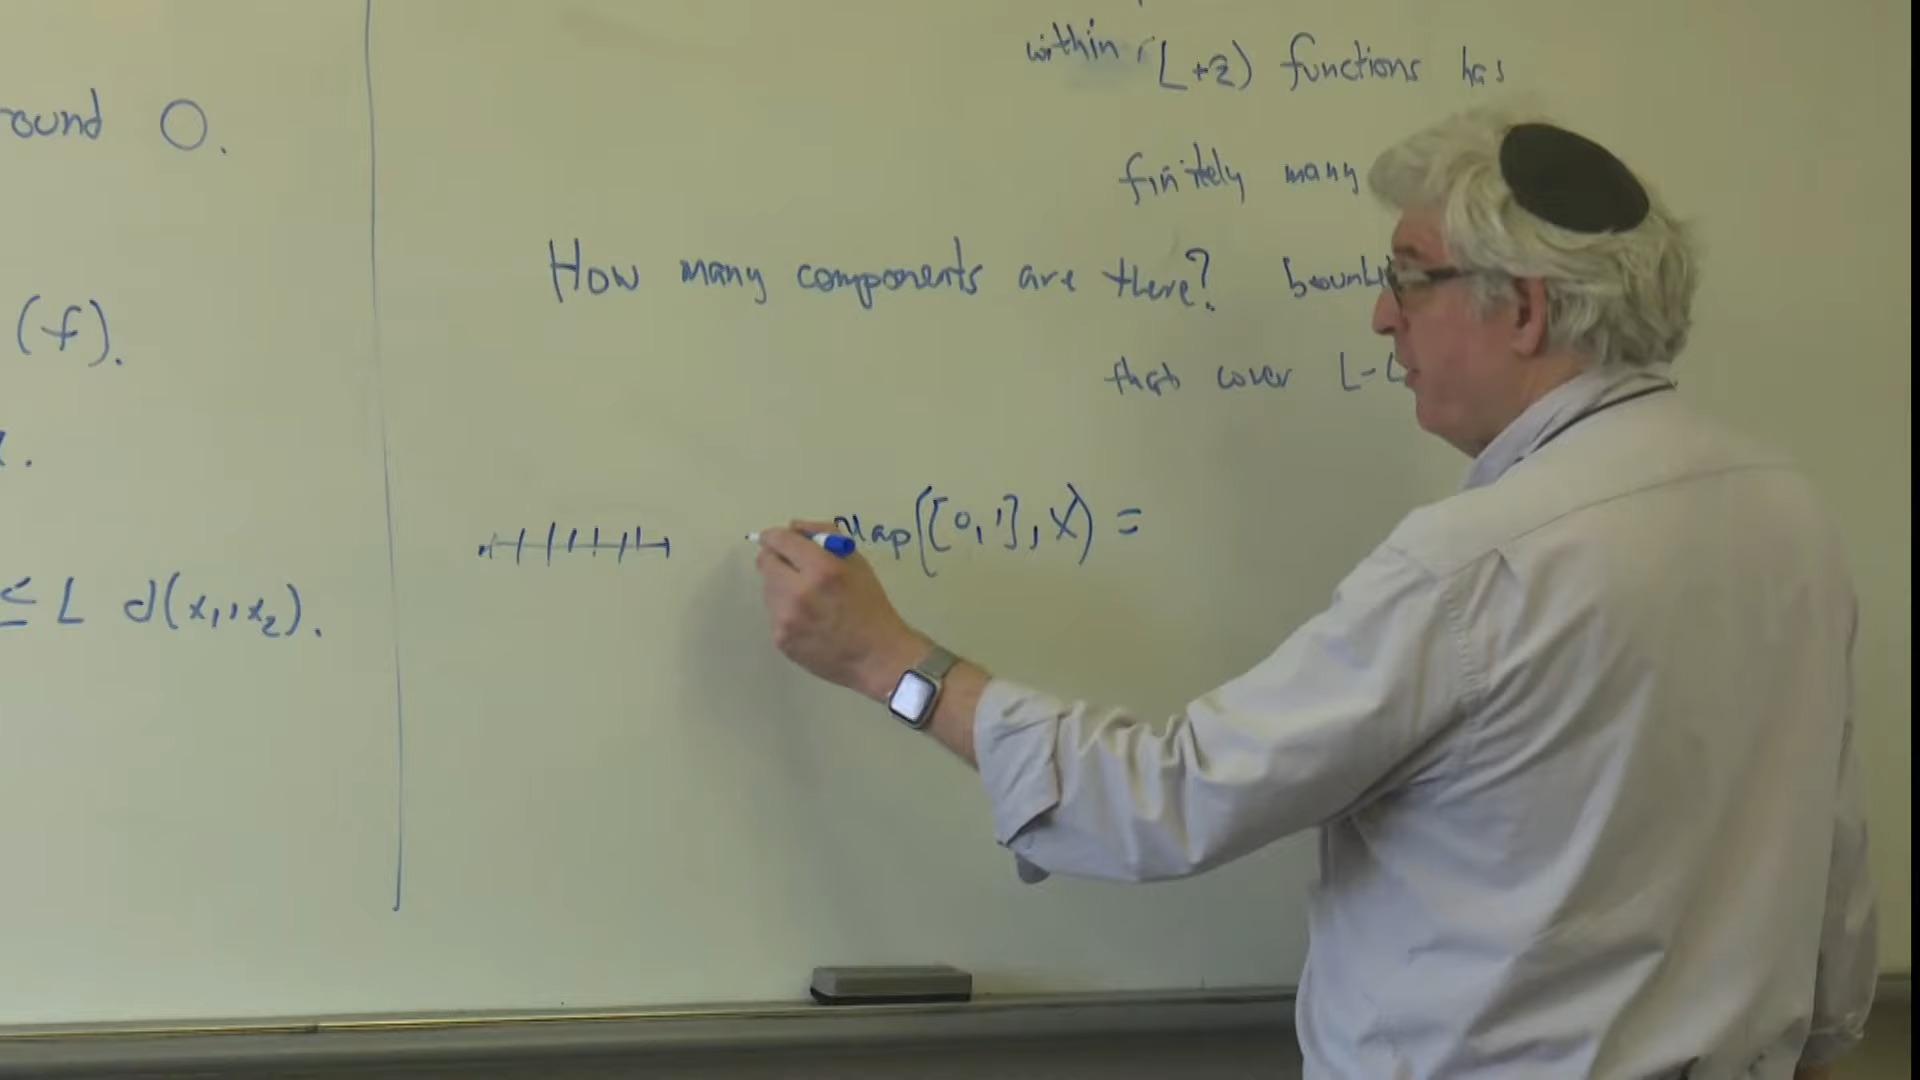 ound 0.
(f).
≤ L d(x₁,x₂).
within (L+2) functions has
finitely many
How many components are there?
that cover L-
Map([0,1],X) =